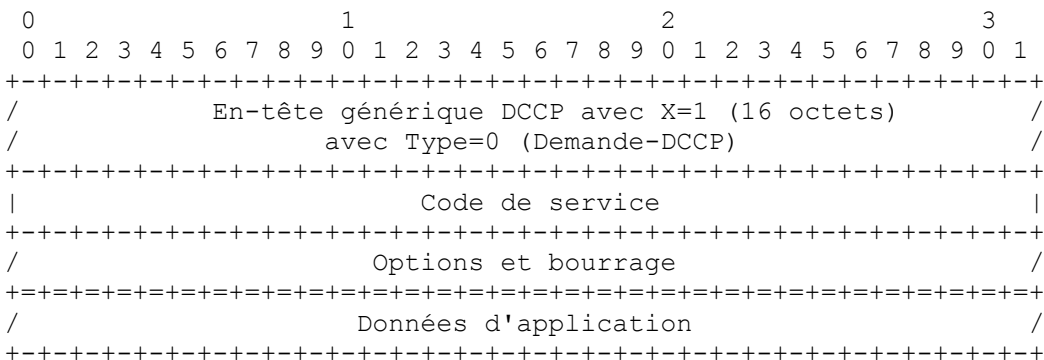 0                   1                   2                   3
 0 1 2 3 4 5 6 7 8 9 0 1 2 3 4 5 6 7 8 9 0 1 2 3 4 5 6 7 8 9 0 1
+-+-+-+-+-+-+-+-+-+-+-+-+-+-+-+-+-+-+-+-+-+-+-+-+-+-+-+-+-+-+-+-+
/            En-tête générique DCCP avec X=1 (16 octets)        /
/                   avec Type=0 (Demande-DCCP)                  /
+-+-+-+-+-+-+-+-+-+-+-+-+-+-+-+-+-+-+-+-+-+-+-+-+-+-+-+-+-+-+-+-+
|                         Code de service                       |
+-+-+-+-+-+-+-+-+-+-+-+-+-+-+-+-+-+-+-+-+-+-+-+-+-+-+-+-+-+-+-+-+
/                      Options et bourrage                      /
+=+=+=+=+=+=+=+=+=+=+=+=+=+=+=+=+=+=+=+=+=+=+=+=+=+=+=+=+=+=+=+=+
/                     Données d'application                     /
+-+-+-+-+-+-+-+-+-+-+-+-+-+-+-+-+-+-+-+-+-+-+-+-+-+-+-+-+-+-+-+-+